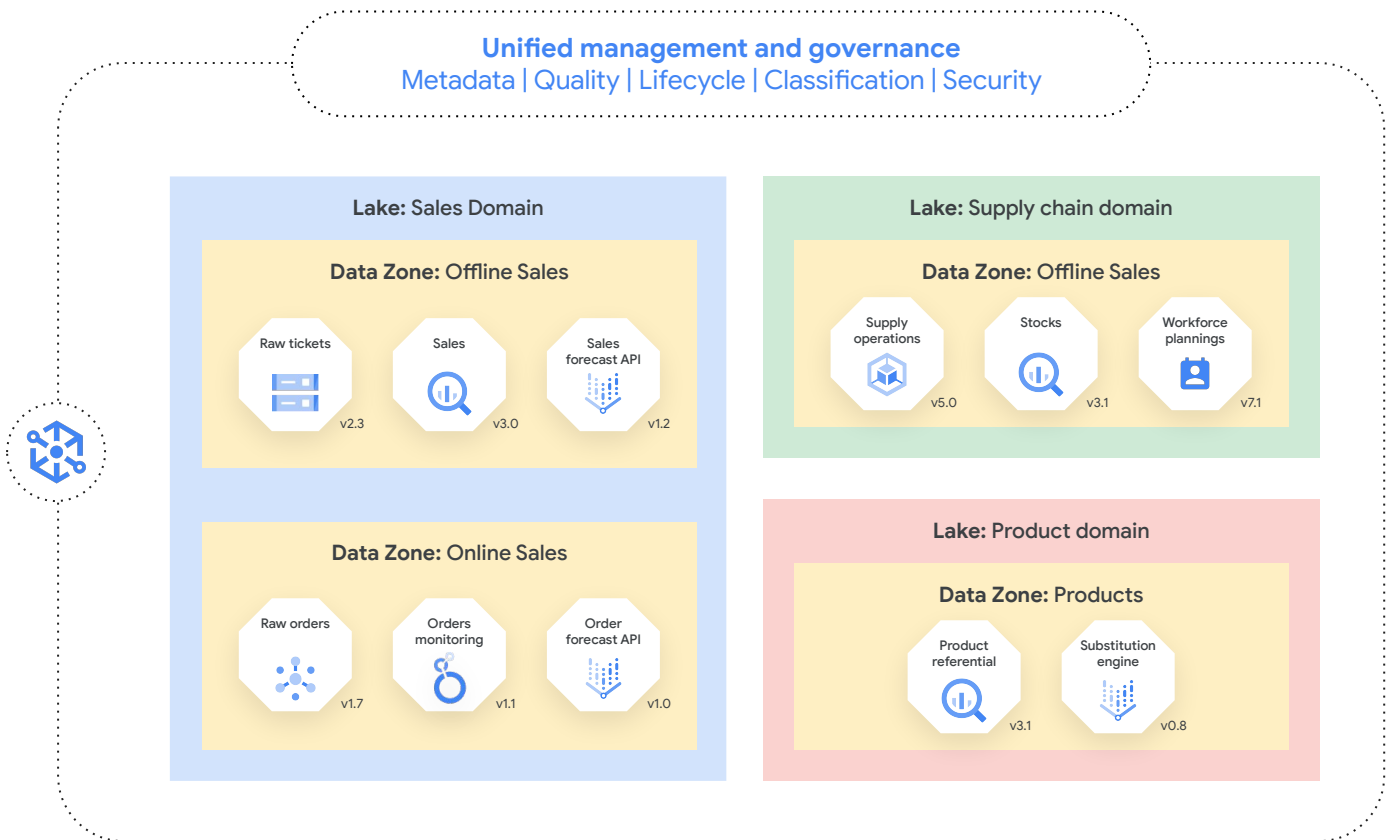 Unified management and governance
Metadata | Quality | Lifecycle | Classification | Security
Lake: Sales Domain
Data Zone: Offline Sales
Raw tickets
v2.3
Sales
v3.0
Sales
forecast API
v1.2
Data Zone: Online Sales
Raw orders
v1.7
Orders
monitoring
v1.1
Order
forecast API
v1.0
Lake: Supply chain domain
Data Zone: Offline Sales
Supply
operations
v5.0
Stocks
v3.1
Workforce
plannings
v7.1
Lake: Product domain
Data Zone: Products
Product
referential
v3.1
Substitution
engine
v0.8